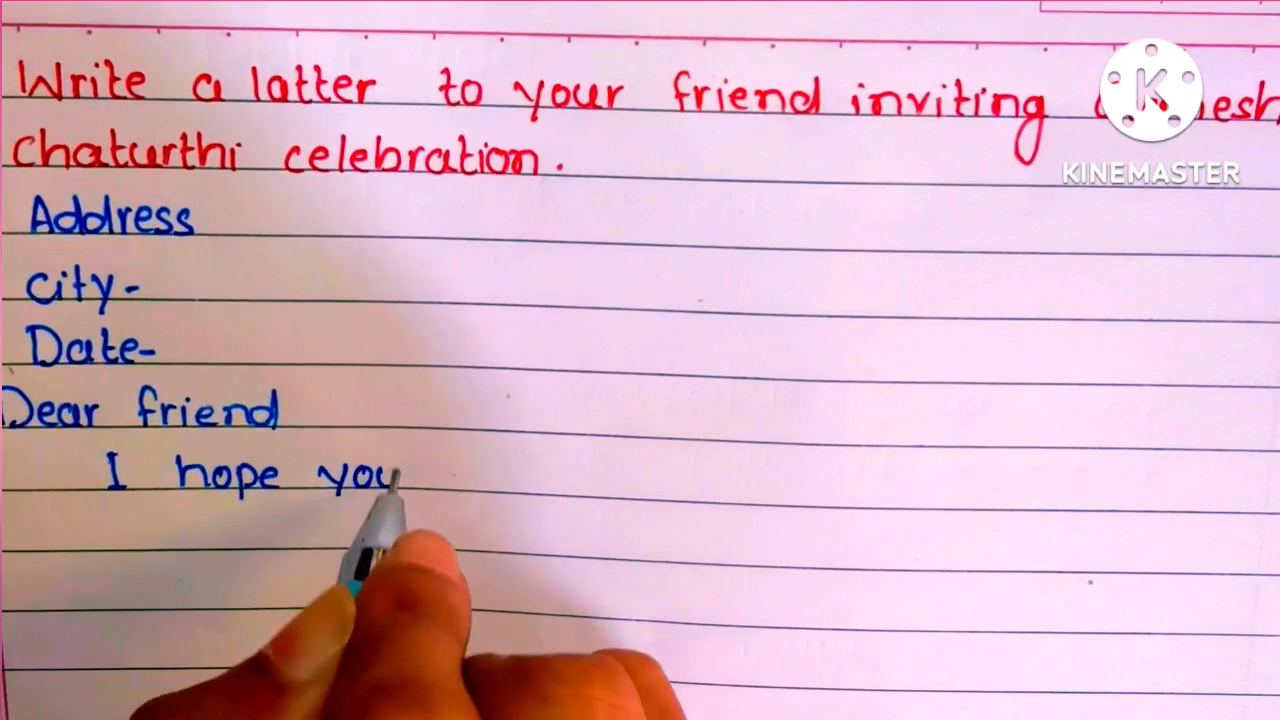 Write a latter to your friend inviting
chaturthi celebration.
Address
City-
Date-
Dear friend
I hope you
KINEMASTER